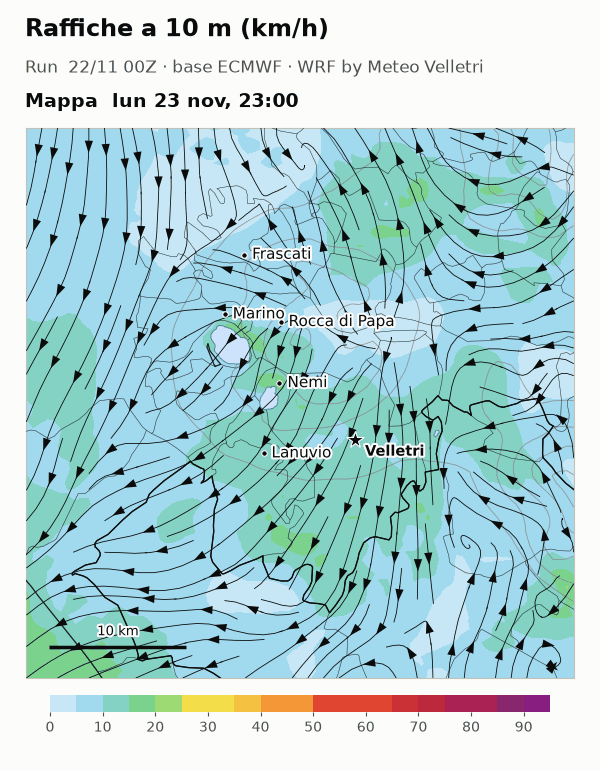 Raffiche a 10 m (km/h)
Run  22/11 00Z · base ECMWF · WRF by Meteo Velletri
Mappa  lun 23 nov, 23:00
Frascati
Marino
Rocca di Papa
Nemi
Velletri
Lanuvio
10 km
0 10 20 30 40 50 60 70 80 90